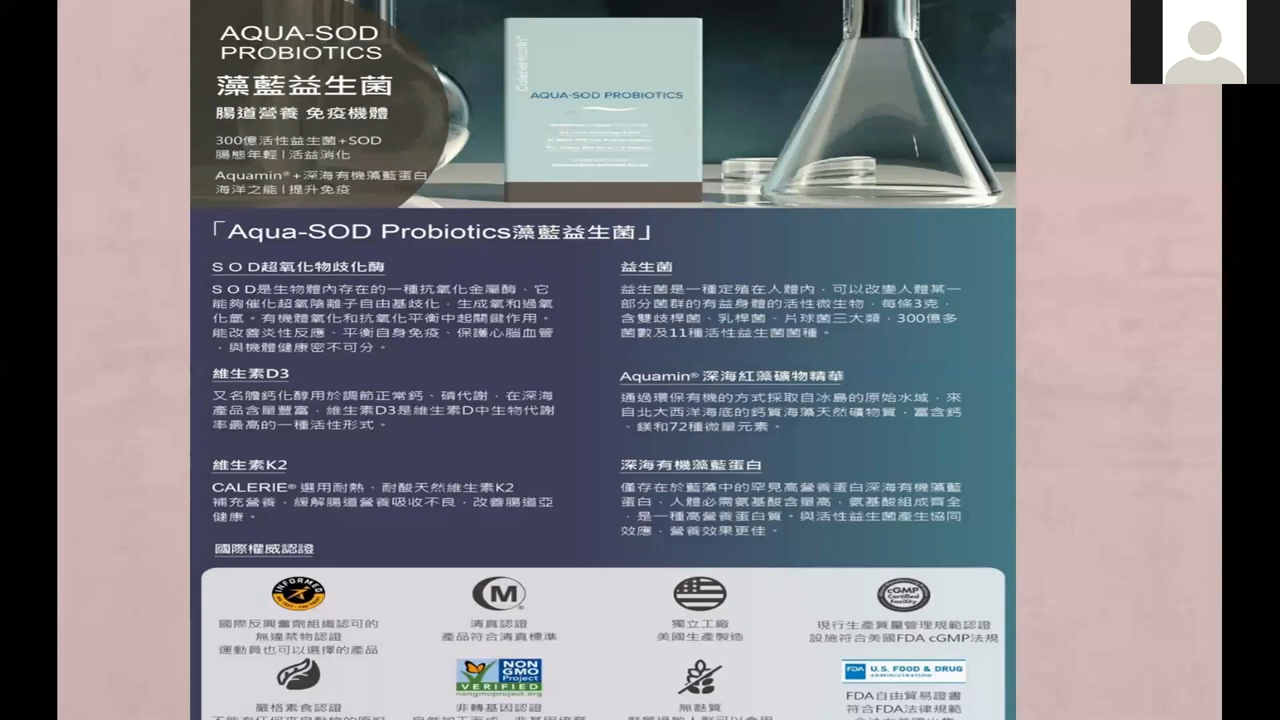 AQUA-SOD
PROBIOTICS
藻藍益生菌
腸道營養 免疫機體
300億活性益生菌+SOD
腸態年輕|活益消化
Aquamin®+深海有機藻藍蛋白
海洋之能|提升免疫
AQUA-SOD PROBIOTICS
「Aqua-SOD Probiotics藻藍益生菌」
S O D超氧化物歧化酶
S O D是生物體內存在的一種抗氧化金屬酶，它
能夠催化超氧陰離子自由基歧化，生成氧和過氧
化氫。有機體氧化和抗氧化平衡中起關鍵作用。
能改善炎性反應、平衡自身免疫、保護心腦血管
，與機體健康密不可分。
維生素D3
又名膽鈣化醇用於調節正常鈣、磷代謝，在深海
產品含量豐富，維生素D3是維生素D中生物代謝
率最高的一種活性形式。
維生素K2
CALERIE® 選用耐熱、耐酸天然維生素K2
補充營養，緩解腸道營養吸收不良，改善腸道亞
健康。
益生菌
益生菌是一種定殖在人體內，可以改變人體某一
部分菌群的有益身體的活性微生物，每條3克，
含雙歧桿菌、乳桿菌、片球菌三大類，300億多
菌數及11種活性益生菌菌種。
Aquamin® 深海紅藻礦物精華
通過環保有機的方式採取自冰島的原始水域，來
自北大西洋海底的鈣質海藻天然礦物質，富含鈣
、鎂和72種微量元素。
深海有機藻藍蛋白
僅存在於藍藻中的罕見高營養蛋白深海有機藻藍
蛋白，人體必需氨基酸含量高，氨基酸組成齊全
，是一種高營養蛋白質。與活性益生菌產生協同
效應，營養效果更佳。
國際權威認證
INFORMED
國際反興奮劑組織認可的
無違禁物認證
運動員也可以選擇的產品
M
清真認證
產品符合清真標準
獨立工廠
美國生產製造
cGMP
Certified
Facility
現行生產質量管理規範認證
設施符合美國FDA cGMP法規
嚴格素食認證
NON
GMO
Project
VERIFIED
nongmoproject.org
非轉基因認證
無麩質
FDA U.S. FOOD & DRUG
ADMINISTRATION
FDA自由貿易證書
符合FDA法律規範